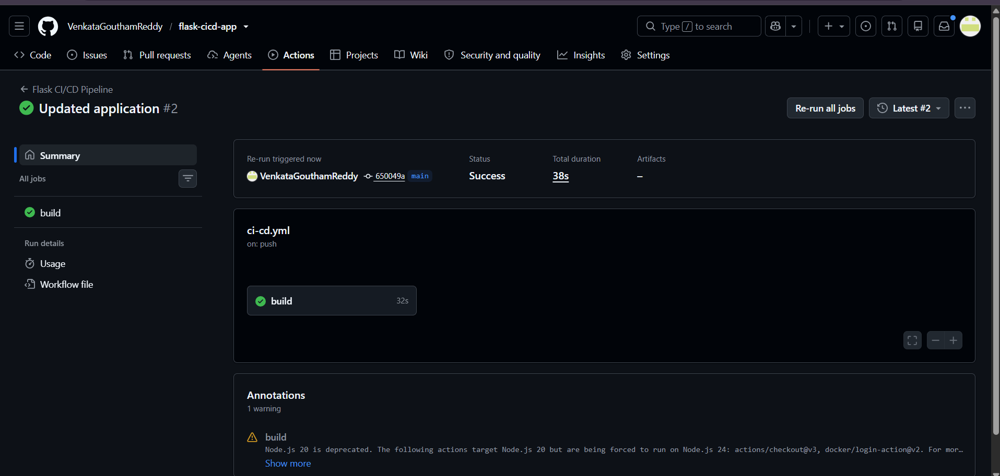 VenkataGouthamReddy / flask-cicd-app
Type / to search
Code Issues Pull requests Agents Actions Projects Wiki Security and quality Insights Settings
Flask CI/CD Pipeline
Updated application #2
Re-run all jobs
Latest #2
Summary
All jobs
build
Run details
Usage
Workflow file
Re-run triggered now
VenkataGouthamReddy 650049a main
Status
Success
Total duration
38s
Artifacts
–
ci-cd.yml
on: push
build 32s
Annotations
1 warning
build
Node.js 20 is deprecated. The following actions target Node.js 20 but are being forced to run on Node.js 24: actions/checkout@v3, docker/login-action@v2. For mor…
Show more